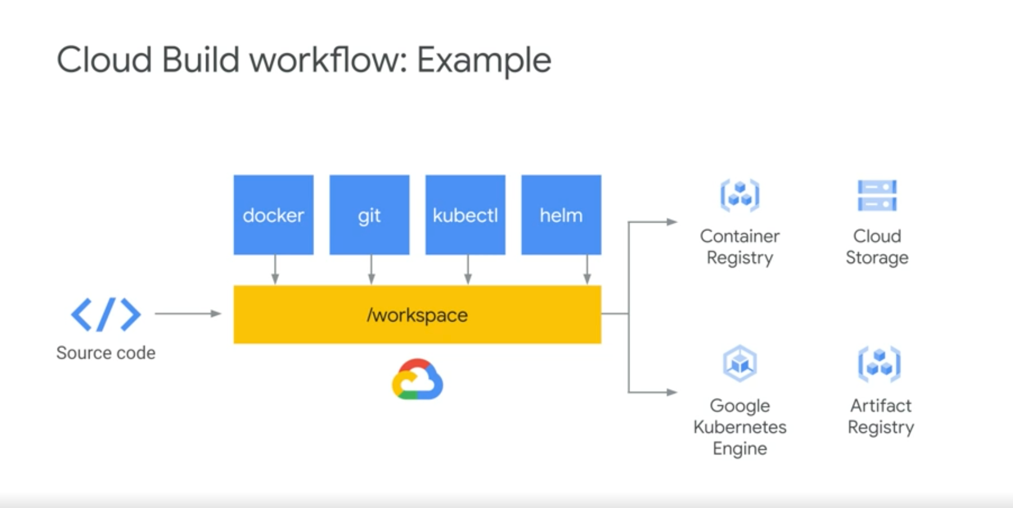 Cloud Build workflow: Example
docker
git
kubectl
helm
/workspace
Source code
Container
Registry
Cloud
Storage
Google
Kubernetes
Engine
Artifact
Registry